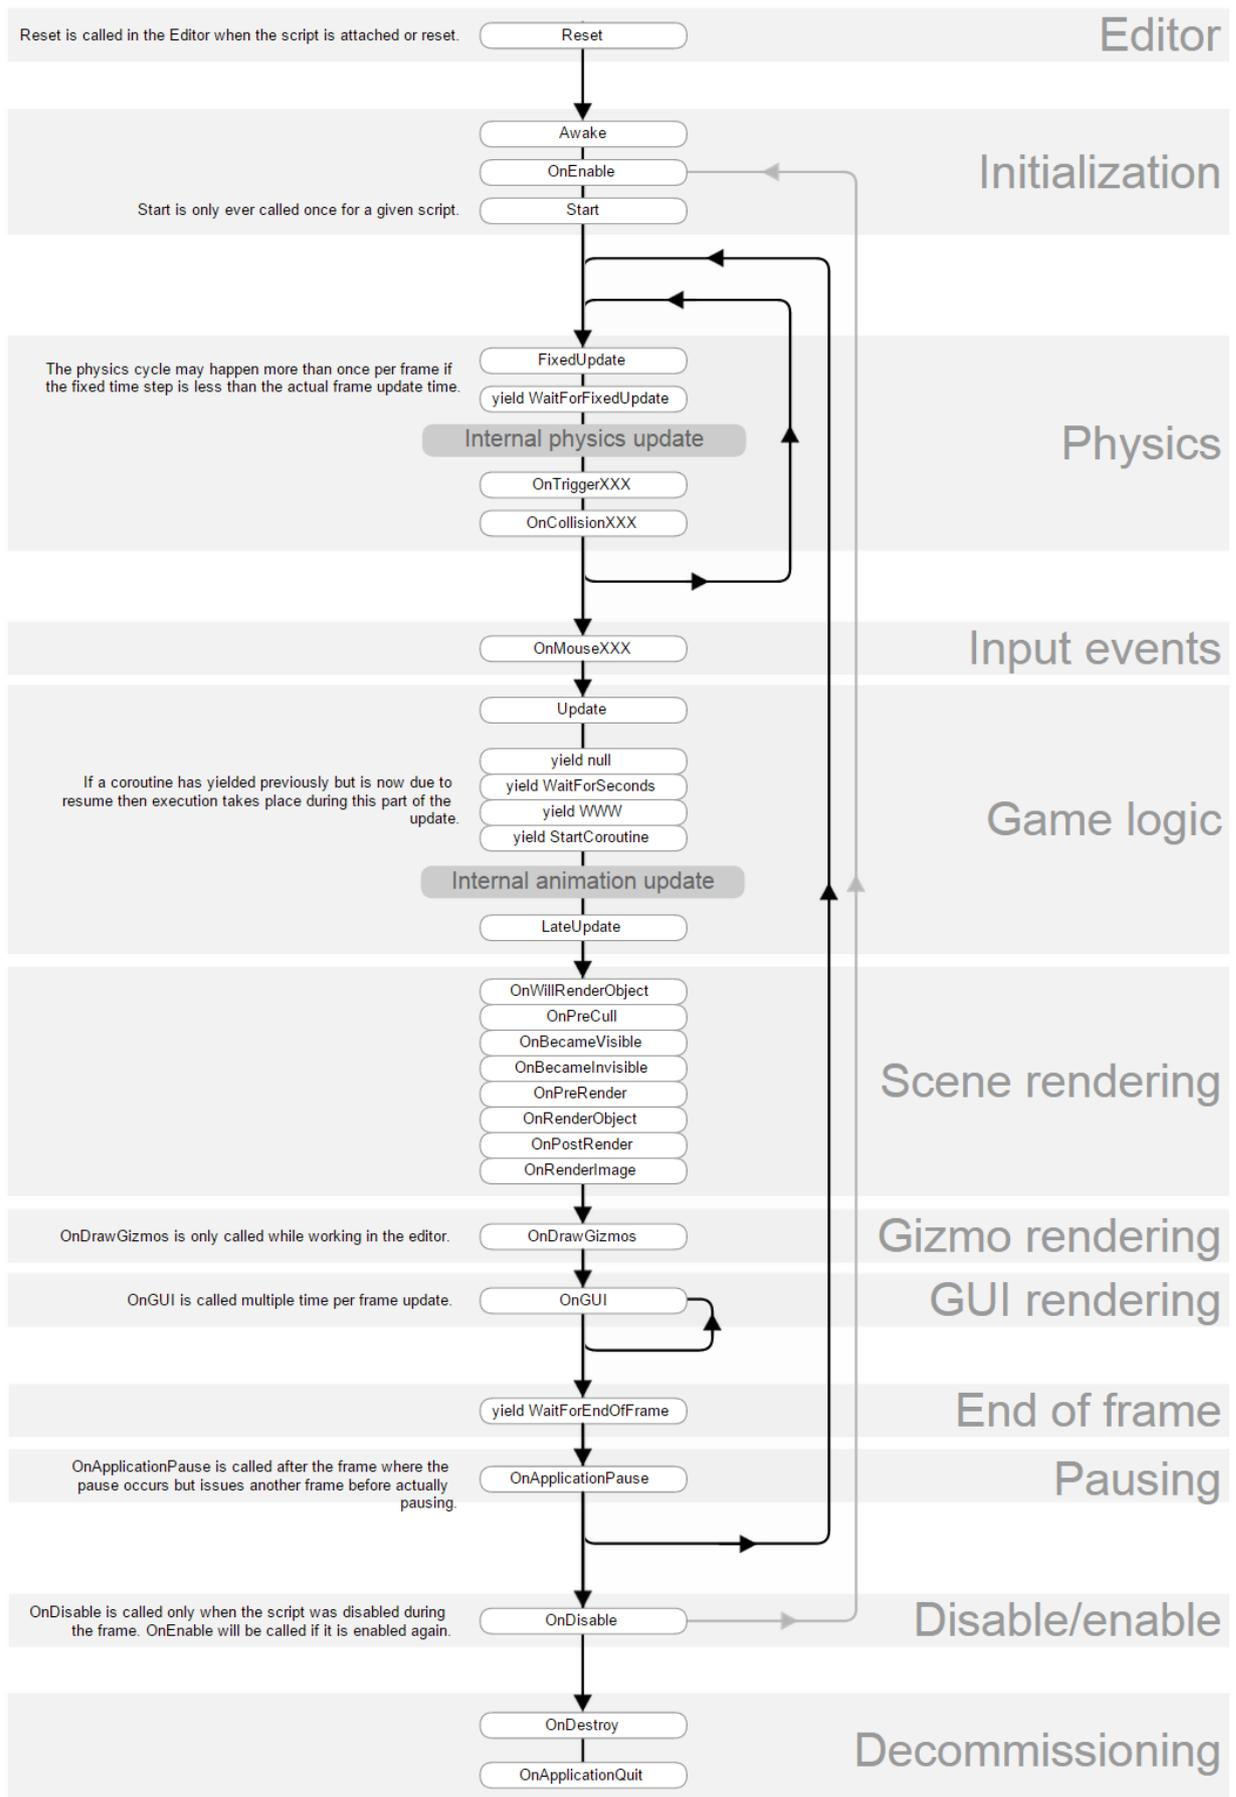 Reset is called in the Editor when the script is attached or reset.
Reset
Editor
Awake
OnEnable
Initialization
Start is only ever called once for a given script.
Start
The physics cycle may happen more than once per frame if
the fixed time step is less than the actual frame update time.
FixedUpdate
yield WaitForFixedUpdate
Internal physics update
Physics
OnTriggerXXX
OnCollisionXXX
OnMouseXXX
Input events
Update
If a coroutine has yielded previously but is now due to
resume then execution takes place during this part of the
update.
yield null
yield WaitForSeconds
yield WWW
yield StartCoroutine
Game logic
Internal animation update
LateUpdate
OnWillRenderObject
OnPreCull
OnBecameVisible
OnBecameInvisible
OnPreRender
OnRenderObject
OnPostRender
OnRenderImage
Scene rendering
OnDrawGizmos is only called while working in the editor.
OnDrawGizmos
Gizmo rendering
OnGUI is called multiple time per frame update.
OnGUI
GUI rendering
yield WaitForEndOfFrame
End of frame
OnApplicationPause is called after the frame where the
pause occurs but issues another frame before actually
pausing.
OnApplicationPause
Pausing
OnDisable is called only when the script was disabled during
the frame. OnEnable will be called if it is enabled again.
OnDisable
Disable/enable
OnDestroy
OnApplicationQuit
Decommissioning